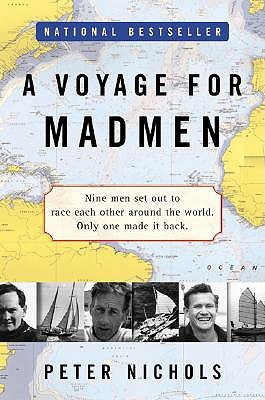 NATIONAL BESTSELLER
A VOYAGE FOR
MADMEN
Nine men set out to
race each other around the world.
Only one made it back.
OCEAN
PETER NICHOLS